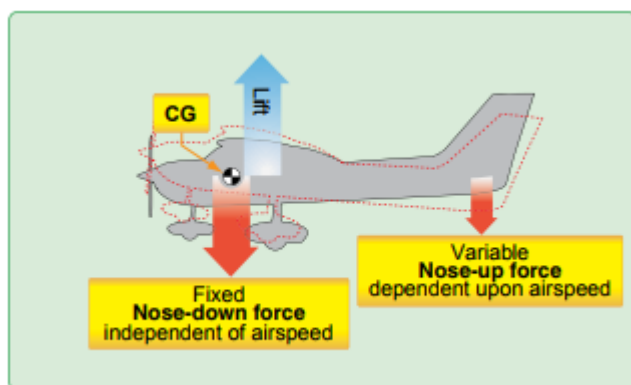 Lift
CG
Fixed
Nose-down force
independent of airspeed
Variable
Nose-up force
dependent upon airspeed